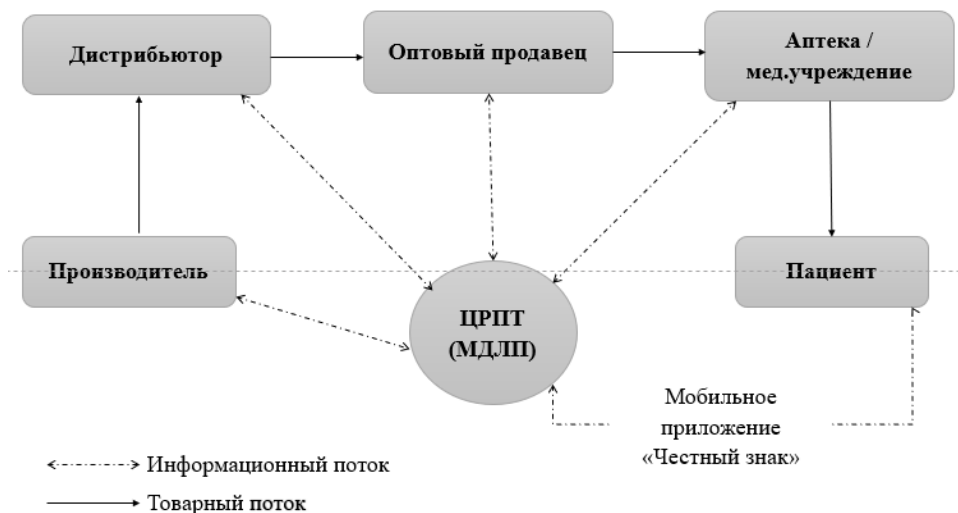 Дистрибьютор
Оптовый продавец
Аптека /
мед.учреждение
Производитель
Пациент
ЦРПТ
(МДЛП)
Мобильное
приложение
«Честный знак»
Информационный поток
Товарный поток